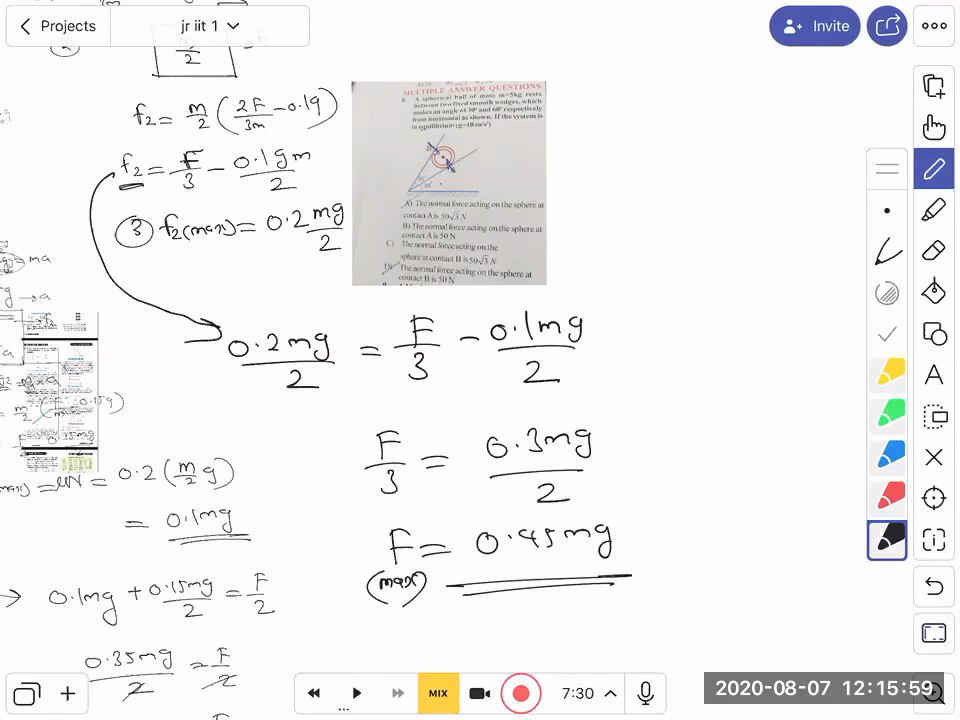 Projects
jr iit 1
Invite
f₂ = m/2 (2F/3m − 0.1g)
f₂ = F/3 − 0.1gm/2
③ f₂(max) = 0.2 mg/2
MULTIPLE ANSWER QUESTIONS
8. A spherical ball of mass m=5kg rests
between two fixed smooth wedges, which
makes an angle of 30° and 60° respectively
from horizontal as shown. If the system is
in equilibrium (g=10 m/s²)
A) The normal force acting on the sphere at
contact A is 50√3 N
B) The normal force acting on the sphere at
contact A is 50 N
C) The normal force acting on the
sphere at contact B is 50√3 N
D) The normal force acting on the sphere at
contact B is 50 N
0.2mg/2 = F/3 − 0.1mg/2
F/3 = 0.3mg/2
F(max) = 0.45mg
ma
= μN = 0.2 (m/2 g)
= 0.1mg
→ 0.1mg + 0.15mg/2 = F/2
0.35mg/2 = F/2
A
MIX
7:30
2020-08-07 12:15:59